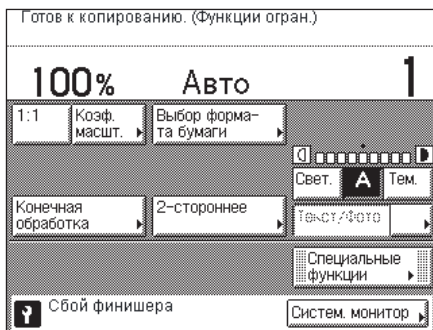 Готов к копированию. (Функции огран.)
100% Авто 1
1:1
Коэф.
масшт.
Выбор форма-
та бумаги
Свет. A Тем.
Конечная
обработка
2-стороннее
Текст/Фото
Специальные
функции
Сбой финишера
Систем. монитор